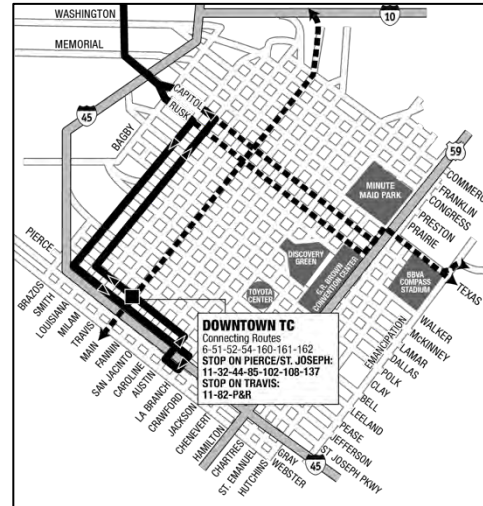 WASHINGTON
MEMORIAL
10
45
CAPITOL
RUSK
BAGBY
59
COMMERCE
FRANKLIN
CONGRESS
PRESTON
PRAIRIE
TEXAS
MINUTE
MAID PARK
DISCOVERY
GREEN
G.R. BROWN
CONVENTION CENTER
TOYOTA
CENTER
BBVA
COMPASS
STADIUM
PIERCE
BRAZOS
SMITH
LOUISIANA
MILAM
TRAVIS
MAIN
FANNIN
SAN JACINTO
CAROLINE
AUSTIN
LA BRANCH
CRAWFORD
JACKSON
CHENEVERT
HAMILTON
CHARTRES
ST. EMANUEL
HUTCHINS
DOWNTOWN TC
Connecting Routes
6-51-52-54-160-161-162
STOP ON PIERCE/ST. JOSEPH:
11-32-44-85-102-108-137
STOP ON TRAVIS:
11-82-P&R
EMANCIPATION
WALKER
McKINNEY
LAMAR
DALLAS
POLK
CLAY
BELL
LEELAND
PEASE
JEFFERSON
ST JOSEPH PKWY
GRAY
WEBSTER
45